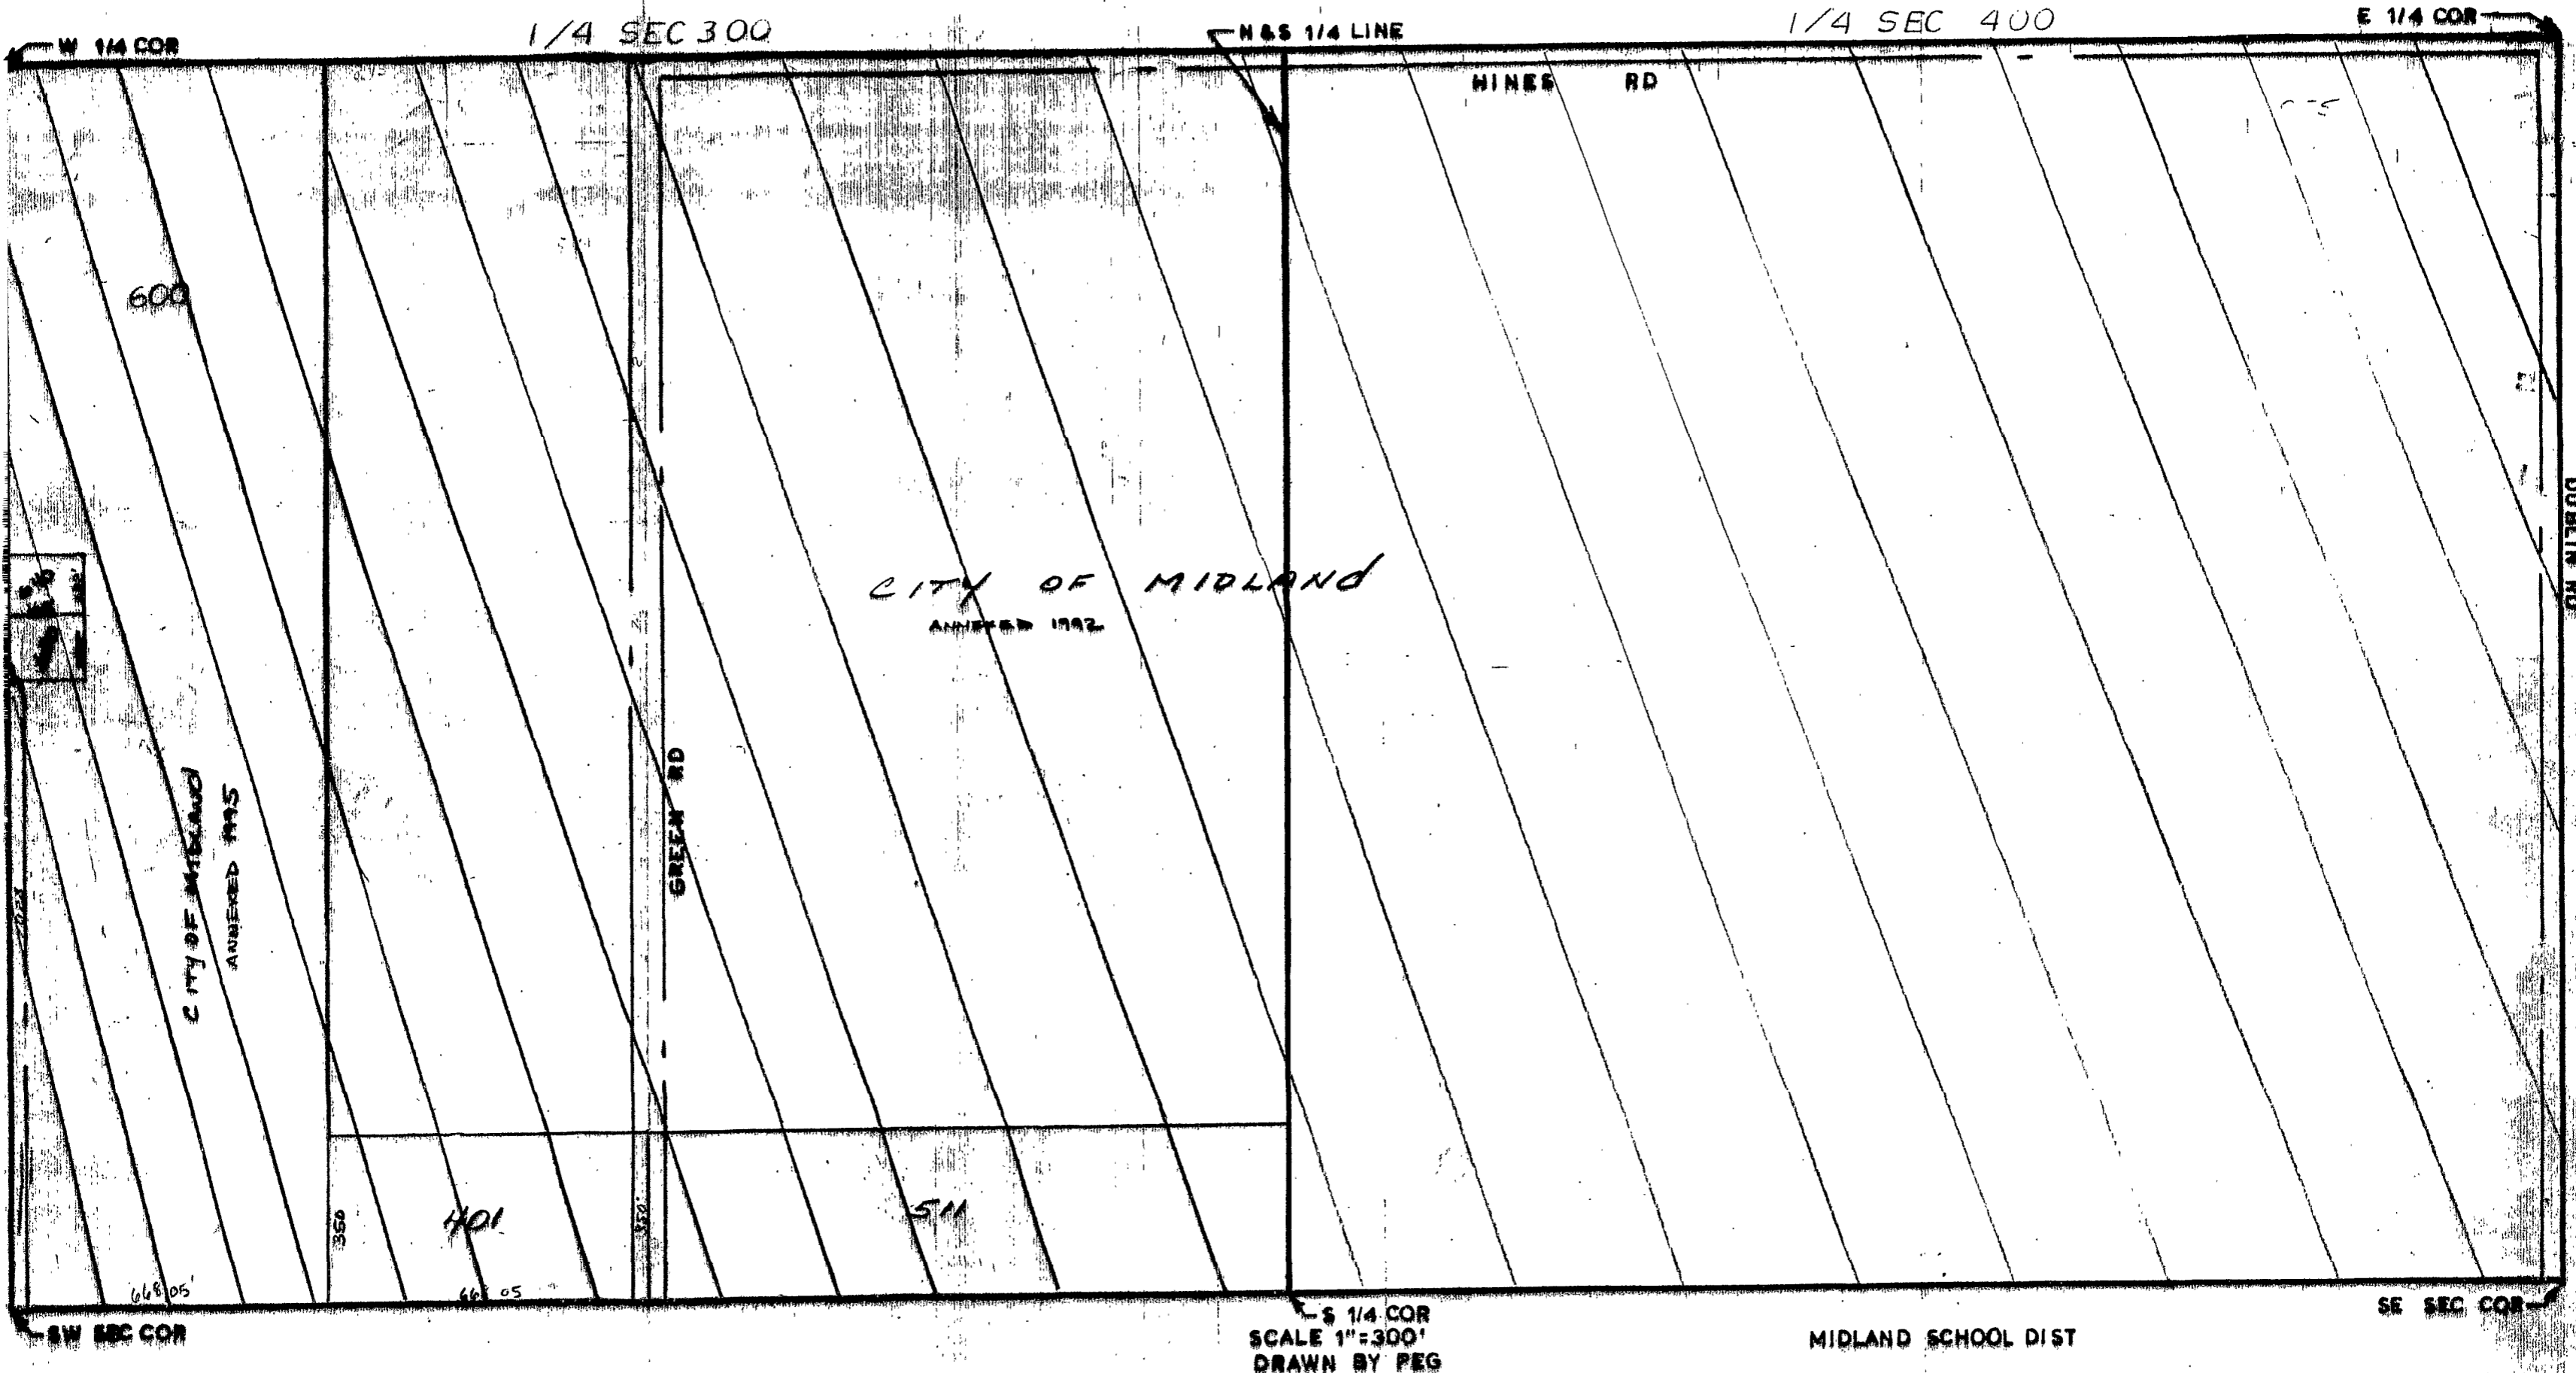 1/4 SEC 300
1/4 SEC 400
W 1/4 COR
N & S 1/4 LINE
E 1/4 COR
HINES RD
600
CITY OF MIDLAND
ANNEXED 1992
CITY OF MIDLAND
ANNEXED 1995
GREEN RD
350
401
350'
511
668 05'
668 05
SW SEC COR
S 1/4 COR
SCALE 1"=300'
DRAWN BY PEG
MIDLAND SCHOOL DIST
SE SEC COR